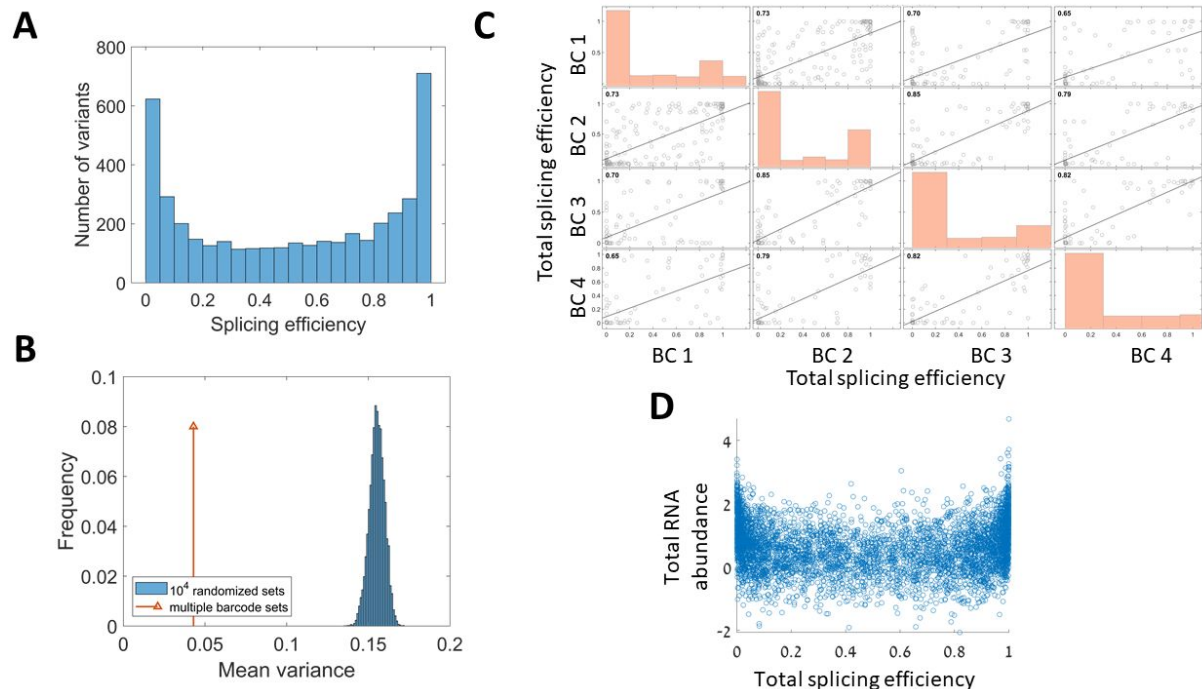 A
800
600
400
200
0
Number of variants
0 0.2 0.4 0.6 0.8 1
Splicing efficiency
B
0.1
0.08
0.06
0.04
0.02
0
Frequency
10⁴ randomized sets
multiple barcode sets
0 0.05 0.1 0.15 0.2
Mean variance
C
Total splicing efficiency
BC 1
BC 2
BC 3
BC 4
0.73 0.70 0.65
0.73 0.85 0.79
0.70 0.85 0.82
0.65 0.79 0.82
BC 1 BC 2 BC 3 BC 4
Total splicing efficiency
D
4
2
0
-2
Total RNA
abundance
0 0.2 0.4 0.6 0.8 1
Total splicing efficiency